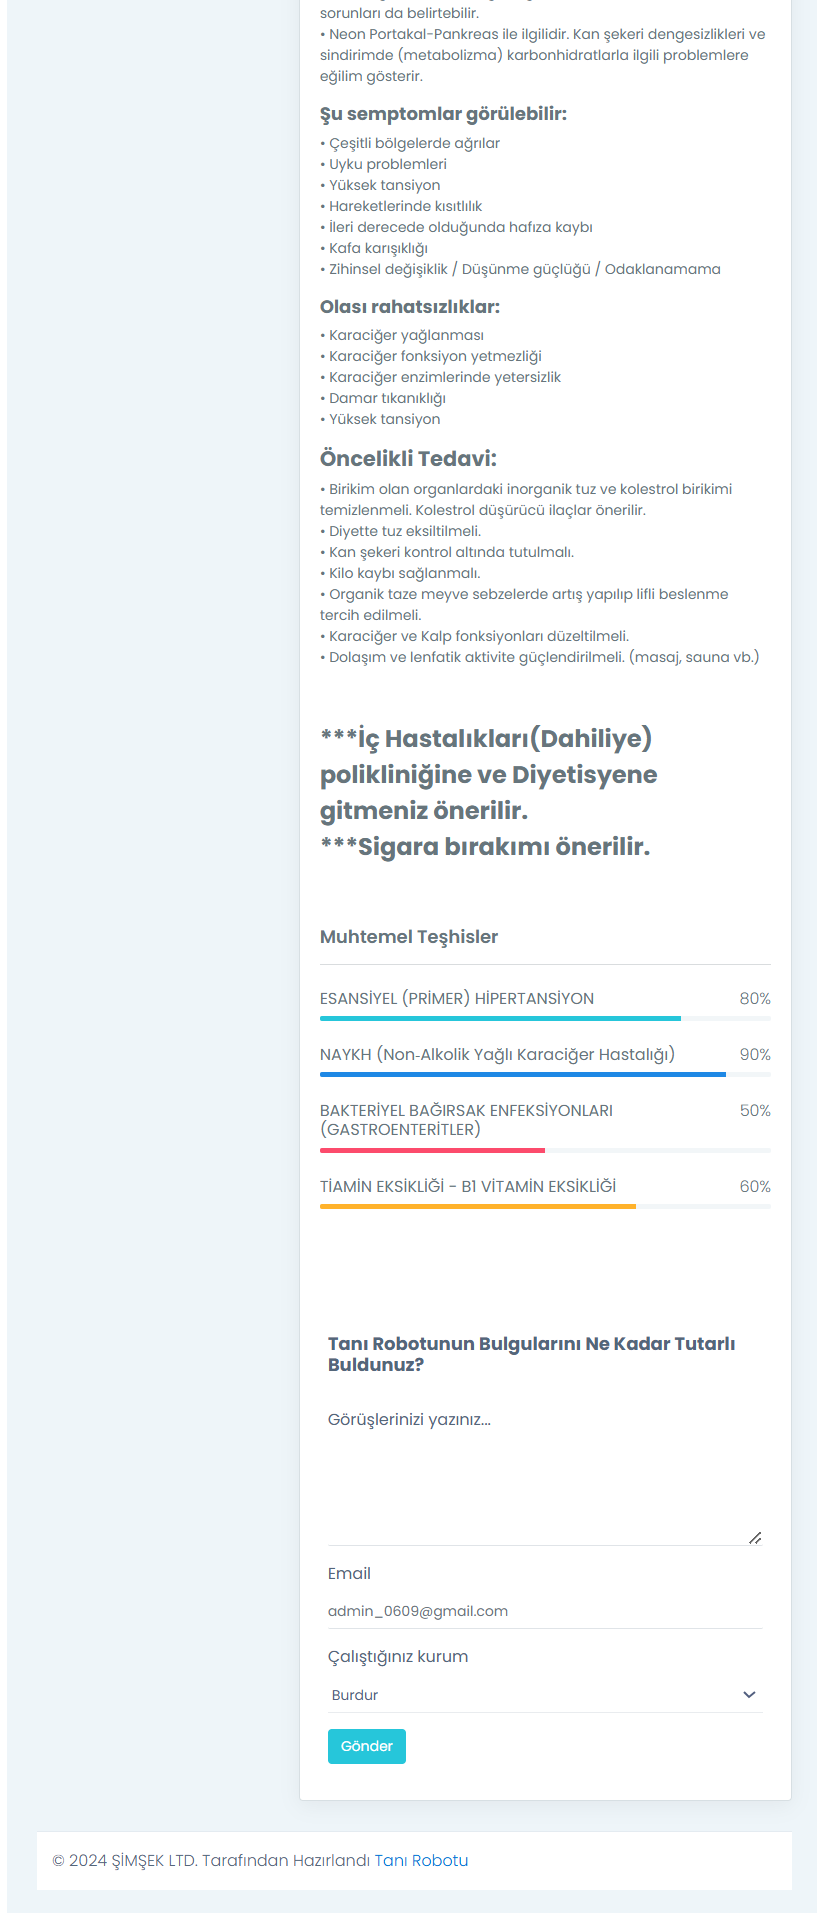 sorunları da belirtebilir.
• Neon Portakal-Pankreas ile ilgilidir. Kan şekeri dengesizlikleri ve
sindirimde (metabolizma) karbonhidratlarla ilgili problemlere
eğilim gösterir.
Şu semptomlar görülebilir:
• Çeşitli bölgelerde ağrılar
• Uyku problemleri
• Yüksek tansiyon
• Hareketlerinde kısıtlılık
• İleri derecede olduğunda hafıza kaybı
• Kafa karışıklığı
• Zihinsel değişiklik / Düşünme güçlüğü / Odaklanamama
Olası rahatsızlıklar:
• Karaciğer yağlanması
• Karaciğer fonksiyon yetmezliği
• Karaciğer enzimlerinde yetersizlik
• Damar tıkanıklığı
• Yüksek tansiyon
Öncelikli Tedavi:
• Birikim olan organlardaki inorganik tuz ve kolestrol birikimi
temizlenmeli. Kolestrol düşürücü ilaçlar önerilir.
• Diyette tuz eksiltilmeli.
• Kan şekeri kontrol altında tutulmalı.
• Kilo kaybı sağlanmalı.
• Organik taze meyve sebzelerde artış yapılıp lifli beslenme
tercih edilmeli.
• Karaciğer ve Kalp fonksiyonları düzeltilmeli.
• Dolaşım ve lenfatik aktivite güçlendirilmeli. (masaj, sauna vb.)
***İç Hastalıkları(Dahiliye)
polikliniğine ve Diyetisyene
gitmeniz önerilir.
***Sigara bırakımı önerilir.
Muhtemel Teşhisler
ESANSİYEL (PRİMER) HİPERTANSİYON 80%
NAYKH (Non-Alkolik Yağlı Karaciğer Hastalığı) 90%
BAKTERİYEL BAĞIRSAK ENFEKSİYONLARI 50%
(GASTROENTERİTLER)
TİAMİN EKSİKLİĞİ - B1 VİTAMİN EKSİKLİĞİ 60%
Tanı Robotunun Bulgularını Ne Kadar Tutarlı
Buldunuz?
Görüşlerinizi yazınız...
Email
admin_0609@gmail.com
Çalıştığınız kurum
Burdur
Gönder
© 2024 ŞİMŞEK LTD. Tarafından Hazırlandı Tanı Robotu